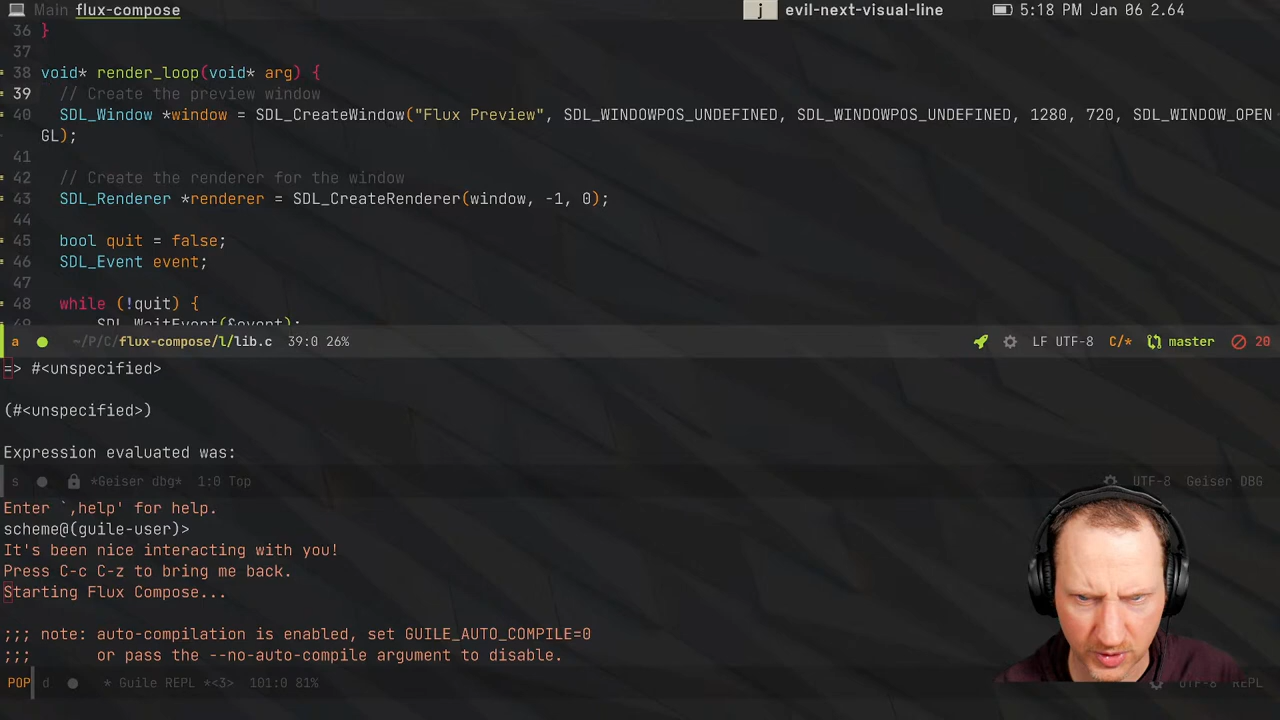 Main flux-compose j evil-next-visual-line 5:18 PM Jan 06 2.64
36 }
37
38 void* render_loop(void* arg) {
39 // Create the preview window
40 SDL_Window *window = SDL_CreateWindow("Flux Preview", SDL_WINDOWPOS_UNDEFINED, SDL_WINDOWPOS_UNDEFINED, 1280, 720, SDL_WINDOW_OPEN
GL);
41
42 // Create the renderer for the window
43 SDL_Renderer *renderer = SDL_CreateRenderer(window, -1, 0);
44
45 bool quit = false;
46 SDL_Event event;
47
48 while (!quit) {
49 SDL_WaitEvent(&event);
a ~/P/C/flux-compose/l/lib.c 39:0 26% LF UTF-8 C/* master 20
=> #<unspecified>
(#<unspecified>)
Expression evaluated was:
s *Geiser dbg* 1:0 Top UTF-8 Geiser DBG
Enter `,help' for help.
scheme@(guile-user)>
It's been nice interacting with you!
Press C-c C-z to bring me back.
Starting Flux Compose...
;;; note: auto-compilation is enabled, set GUILE_AUTO_COMPILE=0
;;; or pass the --no-auto-compile argument to disable.
POP d * Guile REPL *<3> 101:0 81% UTF-8 REPL